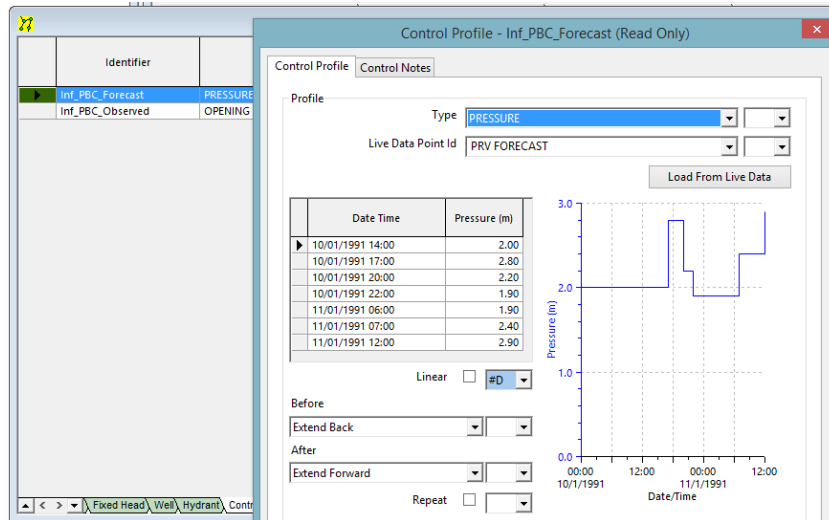 Control Profile - Inf_PBC_Forecast (Read Only)
Identifier
Inf_PBC_Forecast PRESSURE
Inf_PBC_Observed OPENING
Control Profile Control Notes
Profile
Type PRESSURE
Live Data Point Id PRV FORECAST
Load From Live Data
Date Time Pressure (m)
10/01/1991 14:00 2.00
10/01/1991 17:00 2.80
10/01/1991 20:00 2.20
10/01/1991 22:00 1.90
11/01/1991 06:00 1.90
11/01/1991 07:00 2.40
11/01/1991 12:00 2.90
3.0
2.0
1.0
0.0
Pressure (m)
00:00 12:00 00:00 12:00
10/1/1991 11/1/1991
Date/Time
Linear #D
Before
Extend Back
After
Extend Forward
Repeat
Fixed Head Well Hydrant Contr